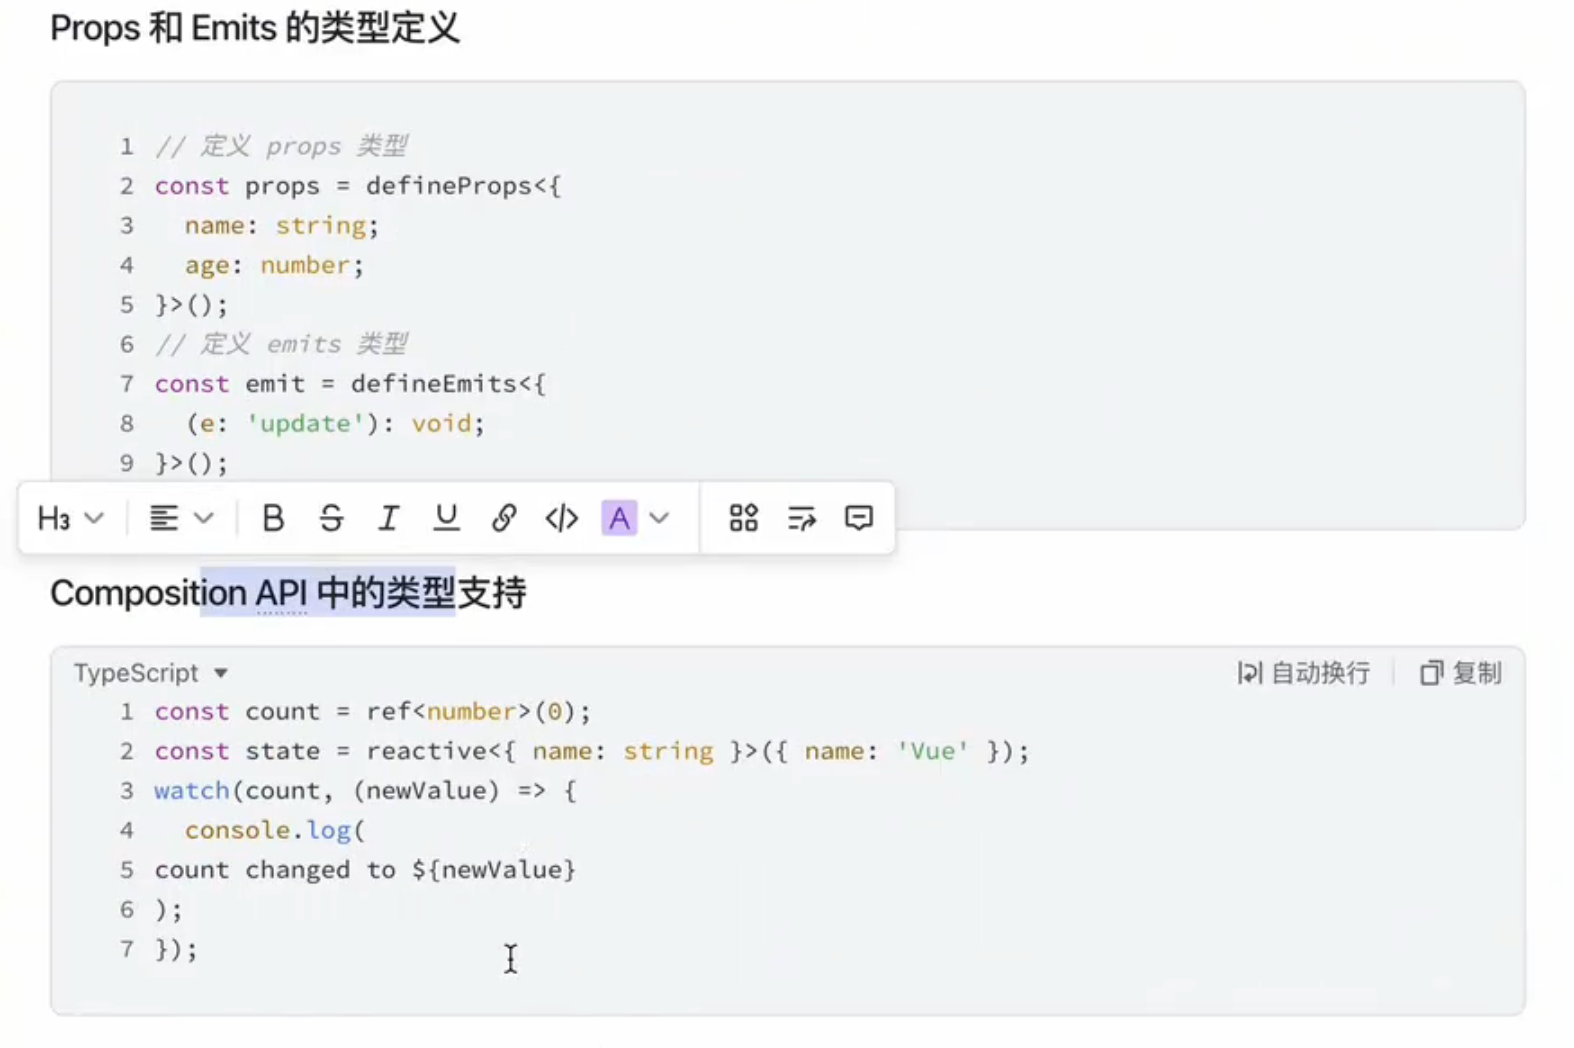 Props 和 Emits 的类型定义
1 // 定义 props 类型
2 const props = defineProps<{
3   name: string;
4   age: number;
5 }>();
6 // 定义 emits 类型
7 const emit = defineEmits<{
8   (e: 'update'): void;
9 }>();
H3 B S I U </> A
Composition API 中的类型支持
TypeScript 自动换行 复制
1 const count = ref<number>(0);
2 const state = reactive<{ name: string }>({ name: 'Vue' });
3 watch(count, (newValue) => {
4   console.log(
5 count changed to ${newValue}
6 );
7 });